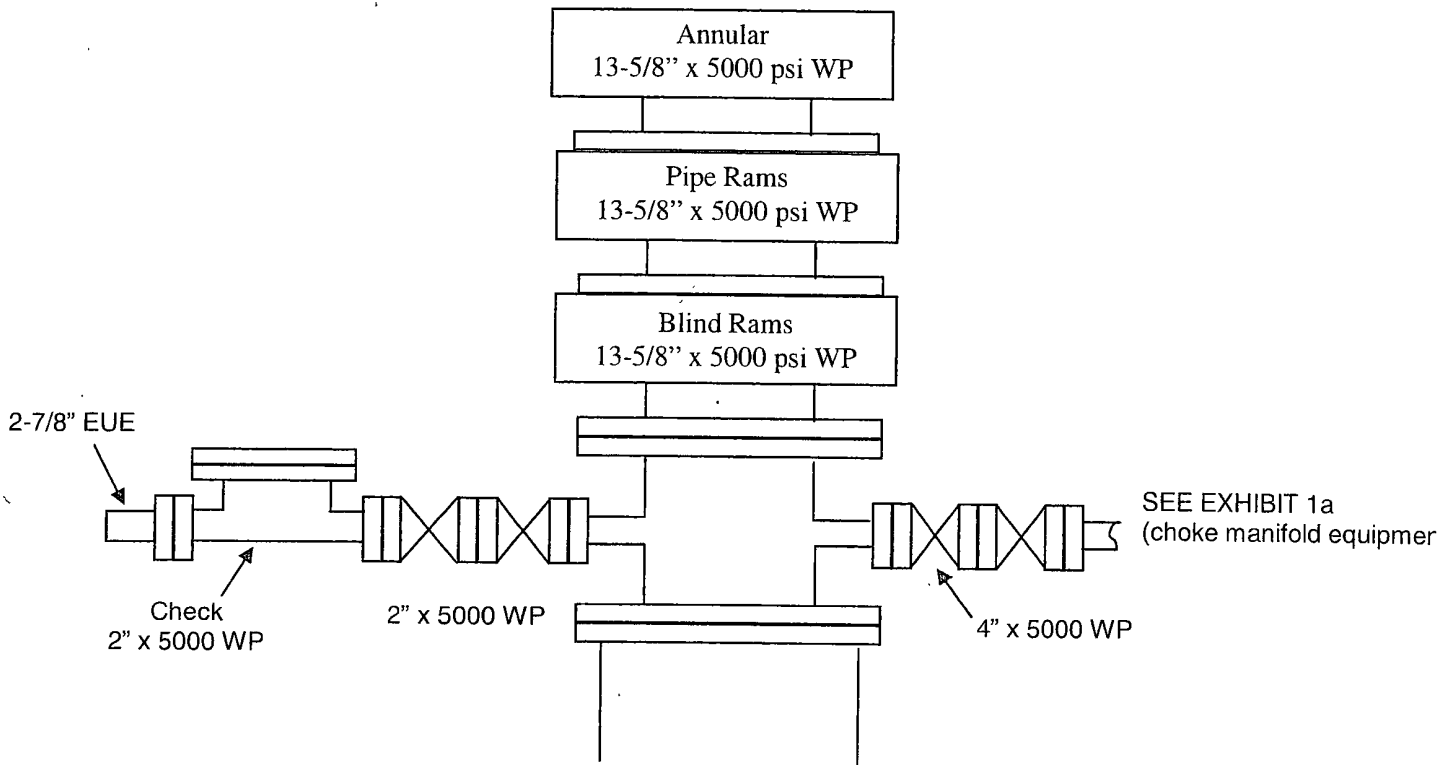 Annular
13-5/8" x 5000 psi WP
Pipe Rams
13-5/8" x 5000 psi WP
Blind Rams
13-5/8" x 5000 psi WP
2-7/8" EUE
SEE EXHIBIT 1a
(choke manifold equipmer
Check
2" x 5000 WP
2" x 5000 WP
4" x 5000 WP